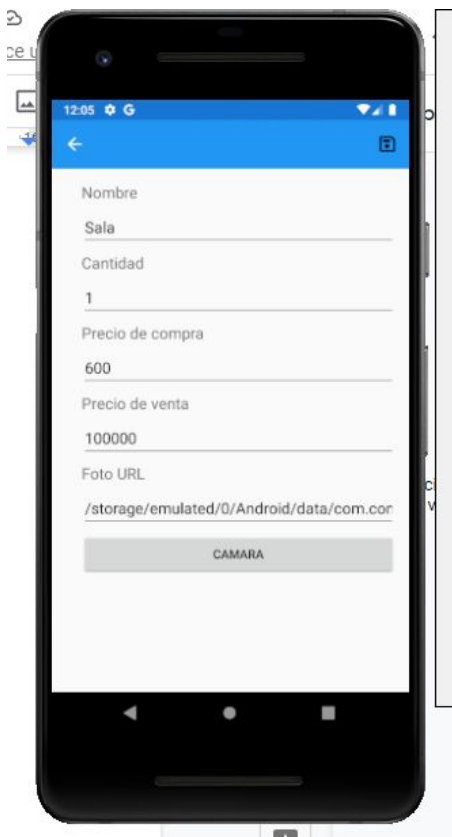 12:05 G
Nombre
Sala
Cantidad
1
Precio de compra
600
Precio de venta
100000
Foto URL
/storage/emulated/0/Android/data/com.con
CAMARA